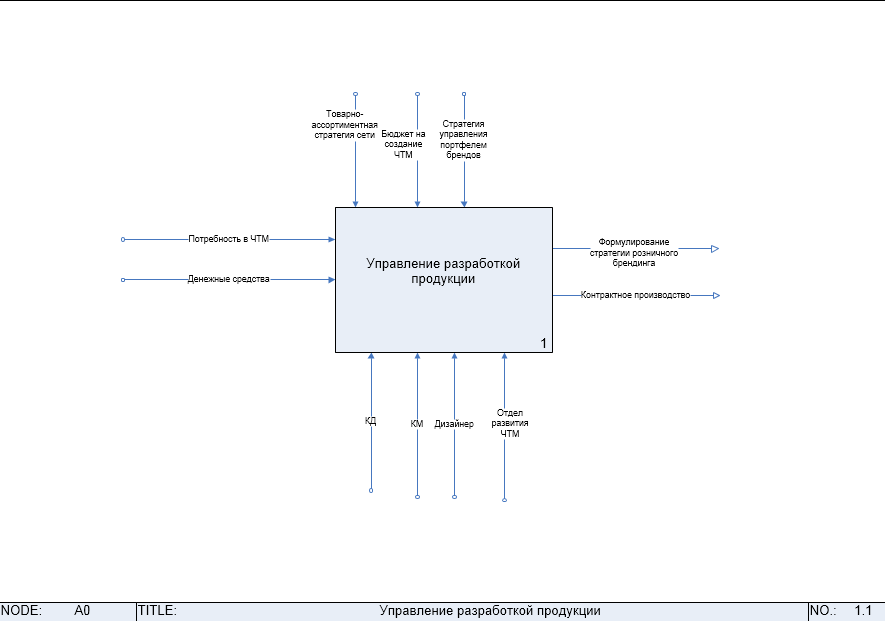 Товарно-
ассортиментная
стратегия сети
Бюджет на
создание
ЧТМ
Стратегия
управления
портфелем
брендов
Потребность в ЧТМ
Денежные средства
Управление разработкой
продукции
1
Формулирование
стратегии розничного
брендинга
Контрактное производство
КД
КМ
Дизайнер
Отдел
развития
ЧТМ
NODE: A0 TITLE: Управление разработкой продукции NO.: 1.1